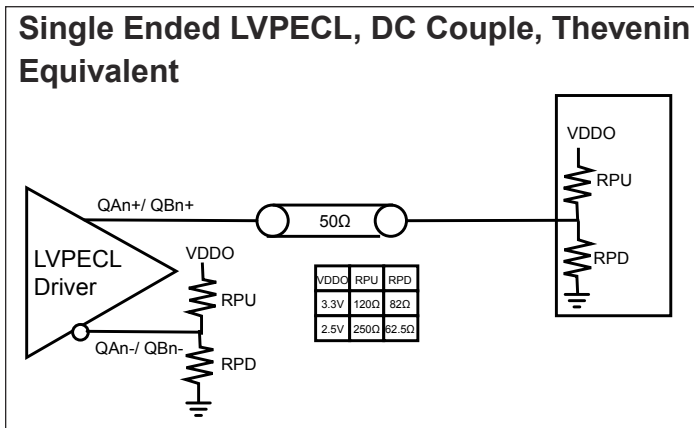 Single Ended LVPECL, DC Couple, Thevenin
Equivalent
VDDO
RPU
RPD
QAn+/ QBn+
50Ω
LVPECL
Driver
VDDO
RPU
RPD
QAn-/ QBn-
VDDO RPU RPD
3.3V 120Ω 82Ω
2.5V 250Ω 62.5Ω